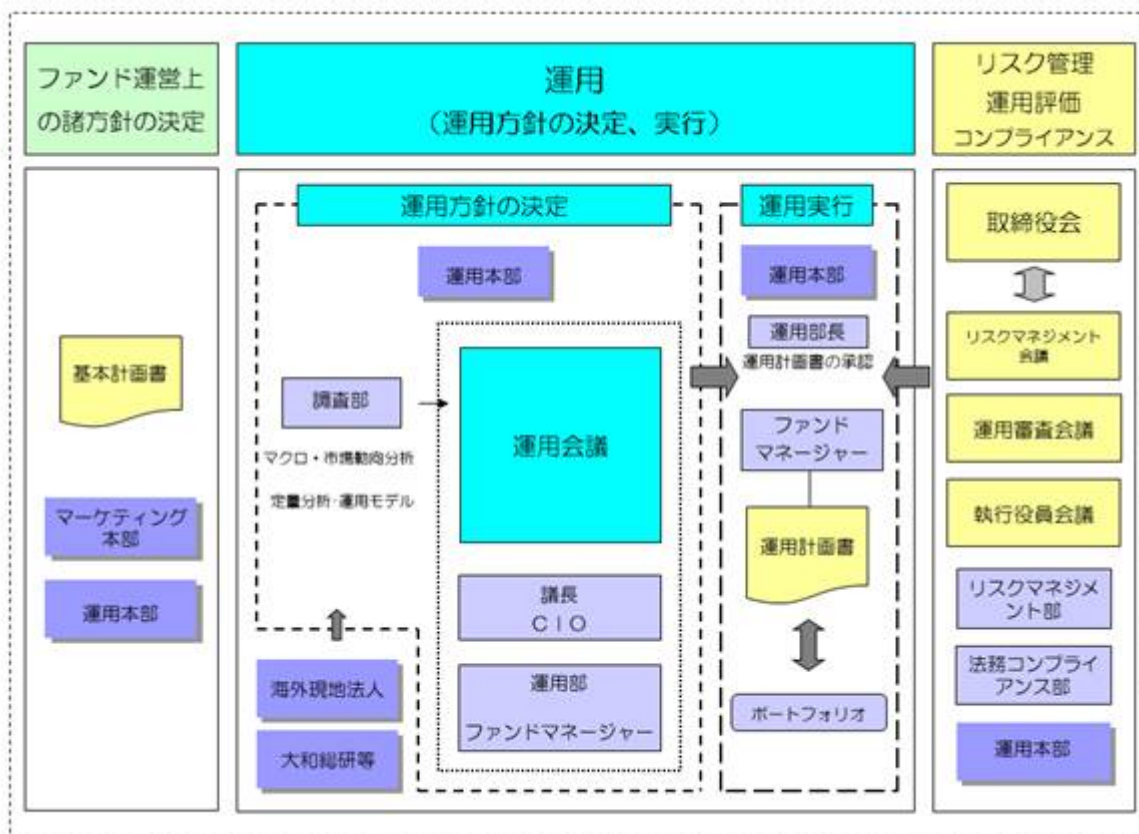 ファンド運営上
の諸方針の決定
運用
(運用方針の決定、実行)
リスク管理
運用評価
コンプライアンス
基本計画書
マーケティング
本部
運用本部
運用方針の決定
運用本部
調査部
マクロ・市場動向分析
定量分析・運用モデル
運用会議
議長
CIO
運用部
ファンドマネージャー
海外現地法人
大和総研等
運用実行
運用本部
運用部長
運用計画書の承認
ファンド
マネージャー
運用計画書
ポートフォリオ
取締役会
リスクマネジメント
会議
運用審査会議
執行役員会議
リスクマネジメ
ント部
法務コンプライ
アンス部
運用本部